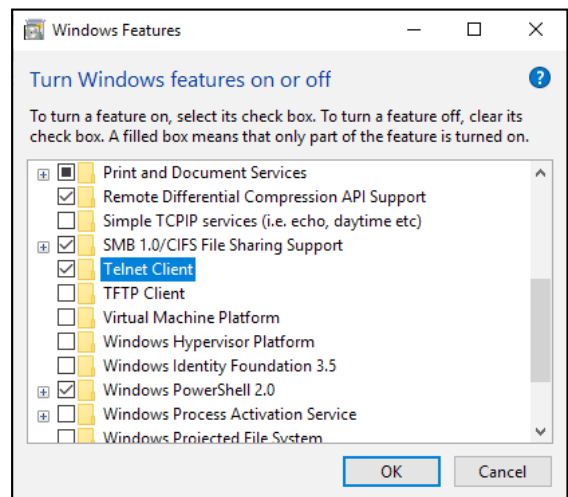 Windows Features
Turn Windows features on or off
?
To turn a feature on, select its check box. To turn a feature off, clear its
check box. A filled box means that only part of the feature is turned on.
Print and Document Services
Remote Differential Compression API Support
Simple TCPIP services (i.e. echo, daytime etc)
SMB 1.0/CIFS File Sharing Support
Telnet Client
TFTP Client
Virtual Machine Platform
Windows Hypervisor Platform
Windows Identity Foundation 3.5
Windows PowerShell 2.0
Windows Process Activation Service
Windows Projected File System
OK Cancel